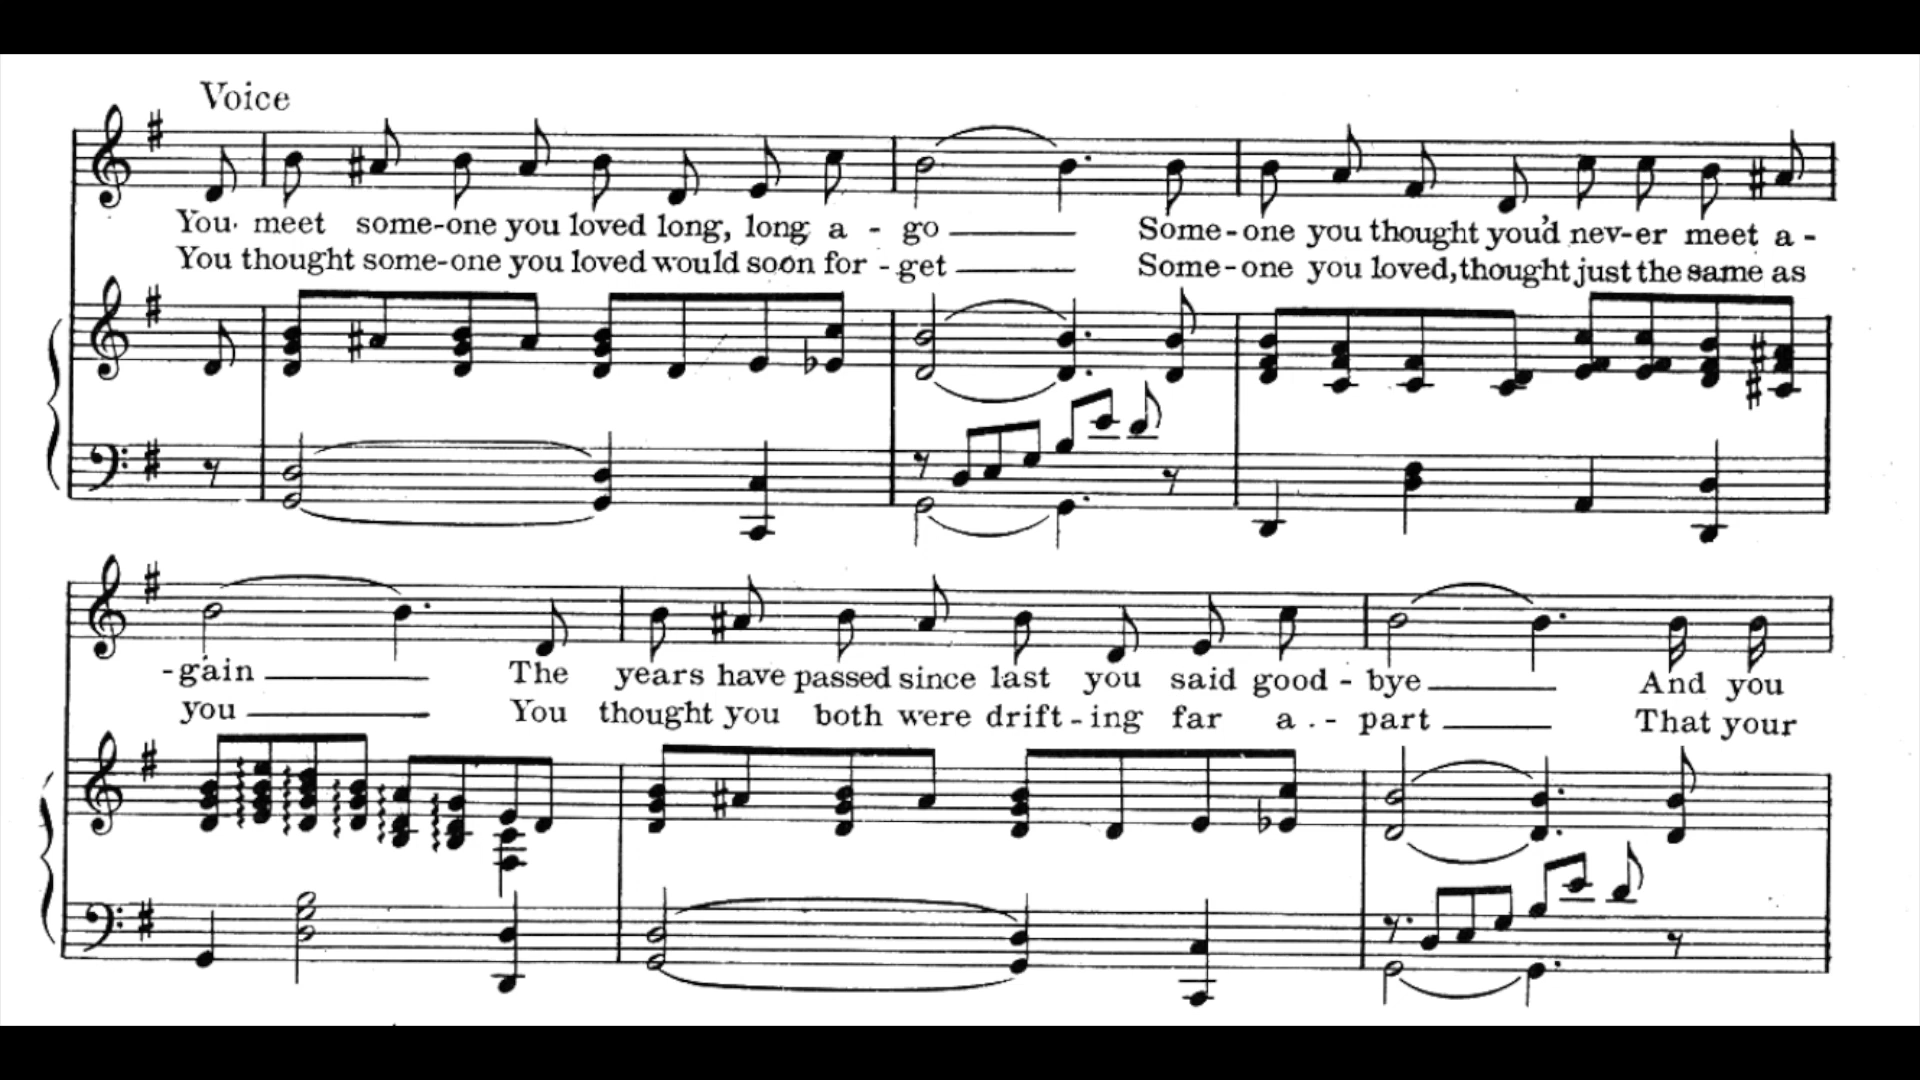 Voice
You meet some-one you loved long, long a - go Some-one you thought you'd nev-er meet a -
You thought some-one you loved would soon for - get Some-one you loved, thought just the same as
-gain The years have passed since last you said good - bye And you
you You thought you both were drift - ing far a - part That your